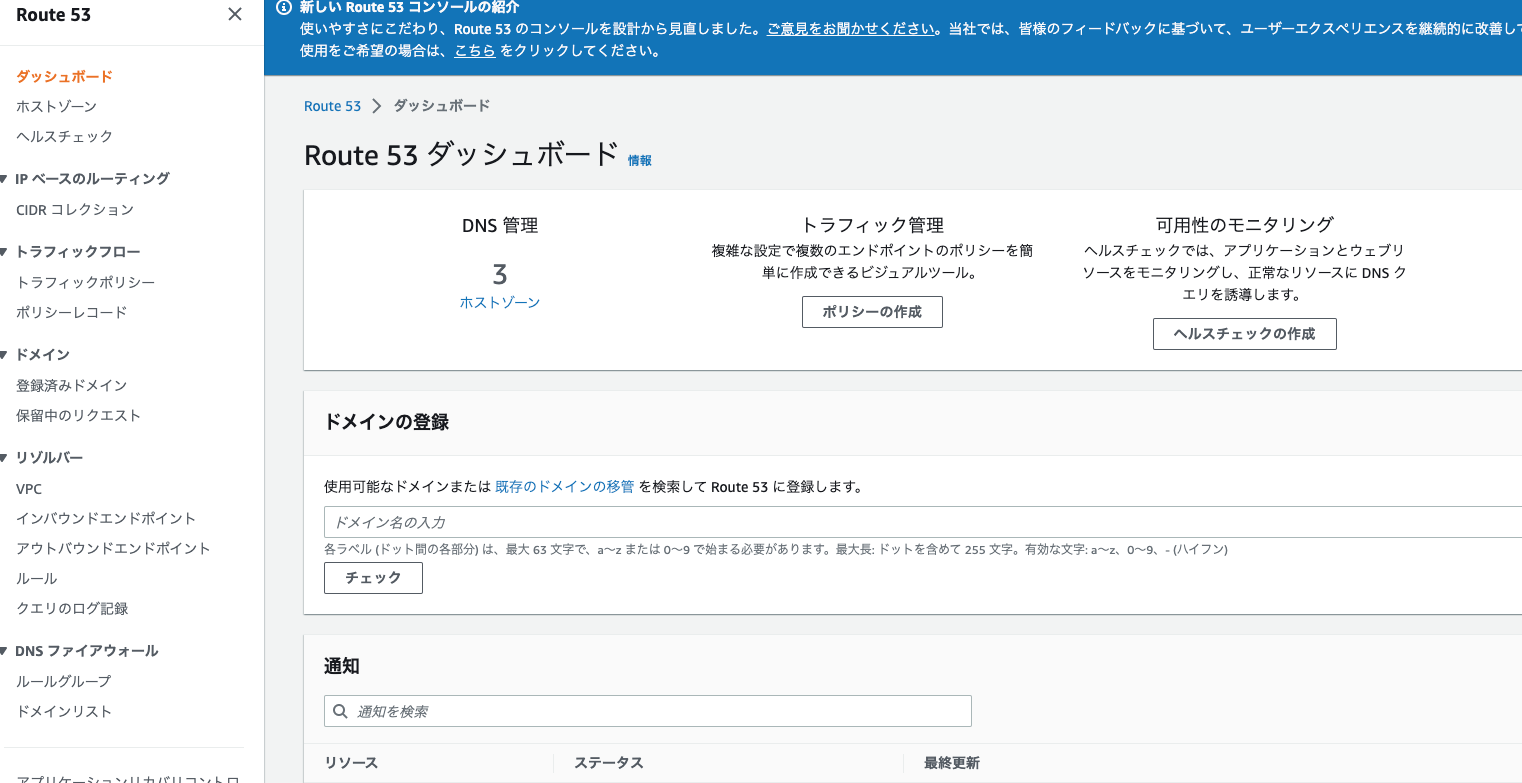 Route 53
ダッシュボード
ホストゾーン
ヘルスチェック
IP ベースのルーティング
CIDR コレクション
トラフィックフロー
トラフィックポリシー
ポリシーレコード
ドメイン
登録済みドメイン
保留中のリクエスト
リゾルバー
VPC
インバウンドエンドポイント
アウトバウンドエンドポイント
ルール
クエリのログ記録
DNS ファイアウォール
ルールグループ
ドメインリスト
アプリケーションリカバリコントロ
新しい Route 53 コンソールの紹介
使いやすさにこだわり、Route 53 のコンソールを設計から見直しました。ご意見をお聞かせください。当社では、皆様のフィードバックに基づいて、ユーザーエクスペリエンスを継続的に改善して
使用をご希望の場合は、こちら をクリックしてください。
Route 53 > ダッシュボード
Route 53 ダッシュボード 情報
DNS 管理
3
ホストゾーン
トラフィック管理
複雑な設定で複数のエンドポイントのポリシーを簡
単に作成できるビジュアルツール。
ポリシーの作成
可用性のモニタリング
ヘルスチェックでは、アプリケーションとウェブリ
ソースをモニタリングし、正常なリソースに DNS ク
エリを誘導します。
ヘルスチェックの作成
ドメインの登録
使用可能なドメインまたは 既存のドメインの移管 を検索して Route 53 に登録します。
ドメイン名の入力
各ラベル (ドット間の各部分) は、最大 63 文字で、a～z または 0～9 で始まる必要があります。最大長: ドットを含めて 255 文字。有効な文字: a～z、0～9、- (ハイフン)
チェック
通知
通知を検索
リソース ステータス 最終更新